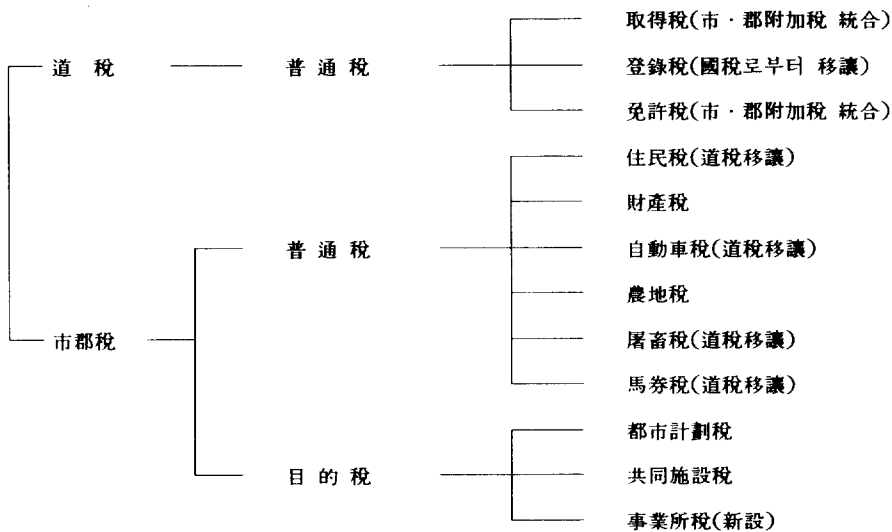 取得稅(市·郡附加稅 統合)
道 稅 普通稅 登錄稅(國稅로부터 移讓)
免許稅(市·郡附加稅 統合)
住民稅(道稅移讓)
財產稅
普通稅 自動車稅(道稅移讓)
農地稅
市郡稅 屠畜稅(道稅移讓)
馬券稅(道稅移讓)
都市計劃稅
目的稅 共同施設稅
事業所稅(新設)